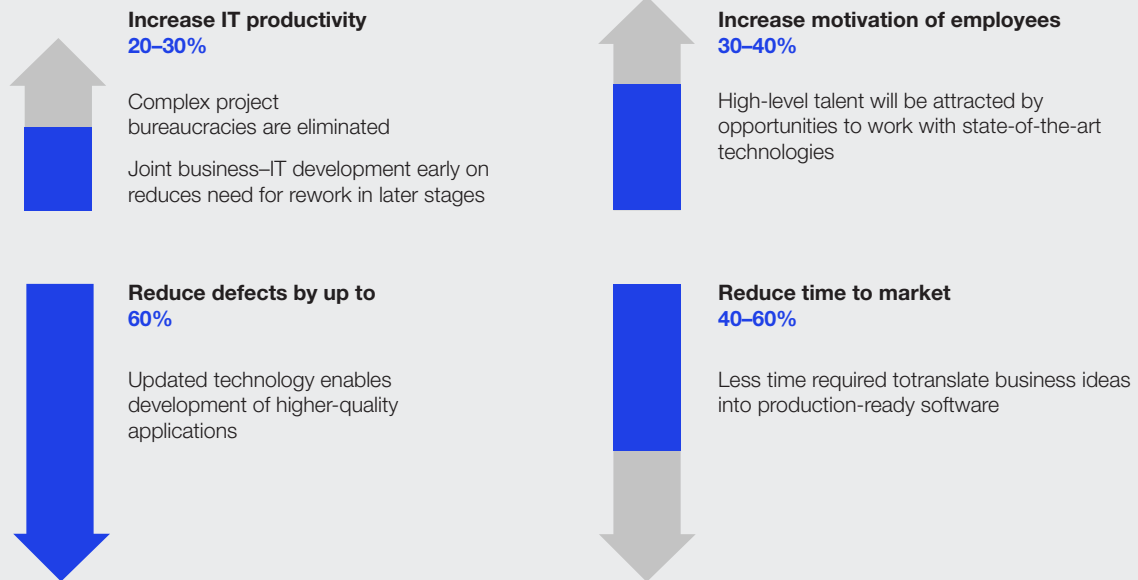 Increase IT productivity
20–30%
Complex project
bureaucracies are eliminated
Joint business–IT development early on
reduces need for rework in later stages
Increase motivation of employees
30–40%
High-level talent will be attracted by
opportunities to work with state-of-the-art
technologies
Reduce defects by up to
60%
Updated technology enables
development of higher-quality
applications
Reduce time to market
40–60%
Less time required totranslate business ideas
into production-ready software